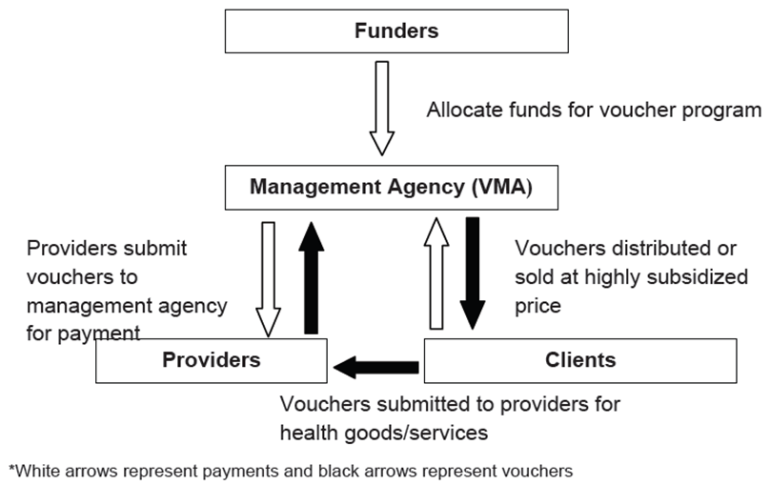 Funders
Allocate funds for voucher program
Management Agency (VMA)
Providers submit
vouchers to
management agency
for payment
Vouchers distributed or
sold at highly subsidized
price
Providers
Clients
Vouchers submitted to providers for
health goods/services
*White arrows represent payments and black arrows represent vouchers